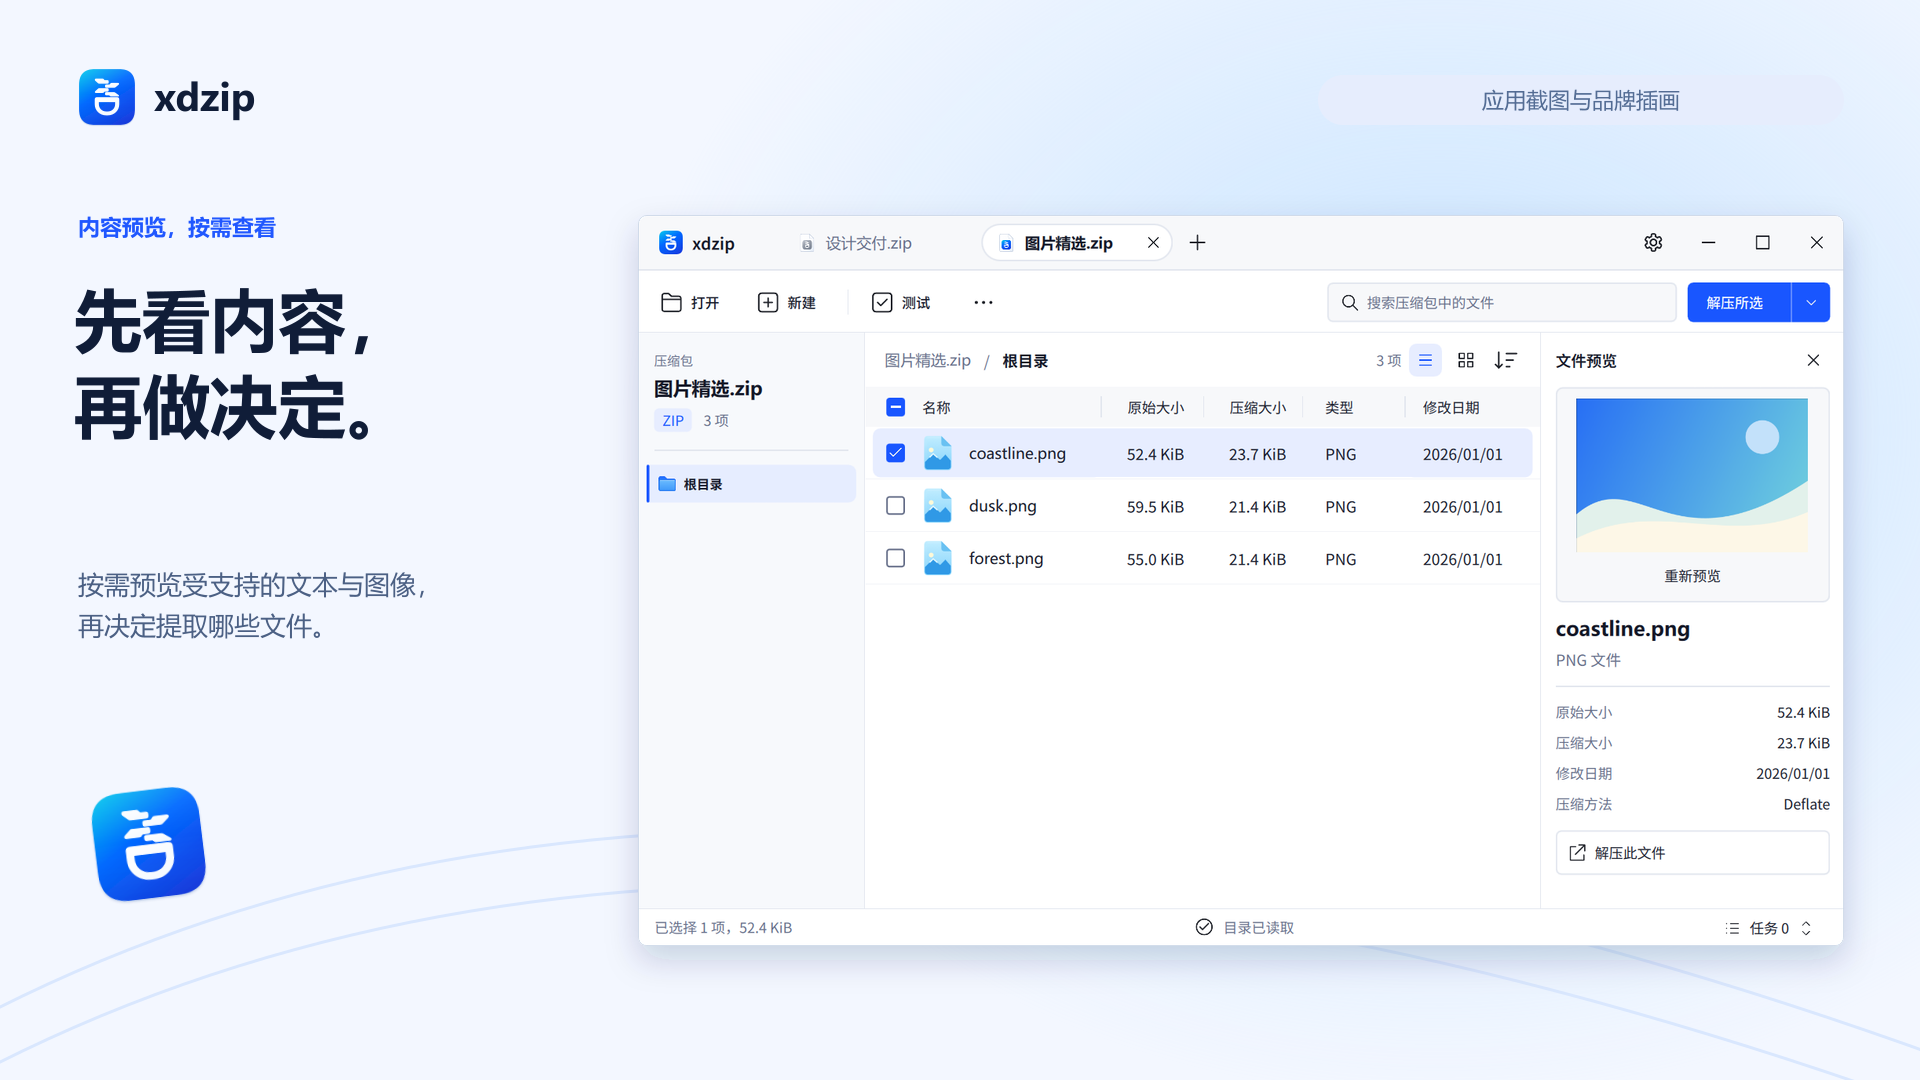 xdzip
应用截图与品牌插画
内容预览，按需查看
先看内容，
再做决定。
按需预览受支持的文本与图像，
再决定提取哪些文件。
xdzip
设计交付.zip
图片精选.zip
打开
新建
测试
搜索压缩包中的文件
解压所选
压缩包
图片精选.zip
ZIP 3 项
根目录
图片精选.zip / 根目录
3 项
名称 原始大小 压缩大小 类型 修改日期
coastline.png 52.4 KiB 23.7 KiB PNG 2026/01/01
dusk.png 59.5 KiB 21.4 KiB PNG 2026/01/01
forest.png 55.0 KiB 21.4 KiB PNG 2026/01/01
文件预览
重新预览
coastline.png
PNG 文件
原始大小 52.4 KiB
压缩大小 23.7 KiB
修改日期 2026/01/01
压缩方法 Deflate
解压此文件
已选择 1 项，52.4 KiB
目录已读取
任务 0